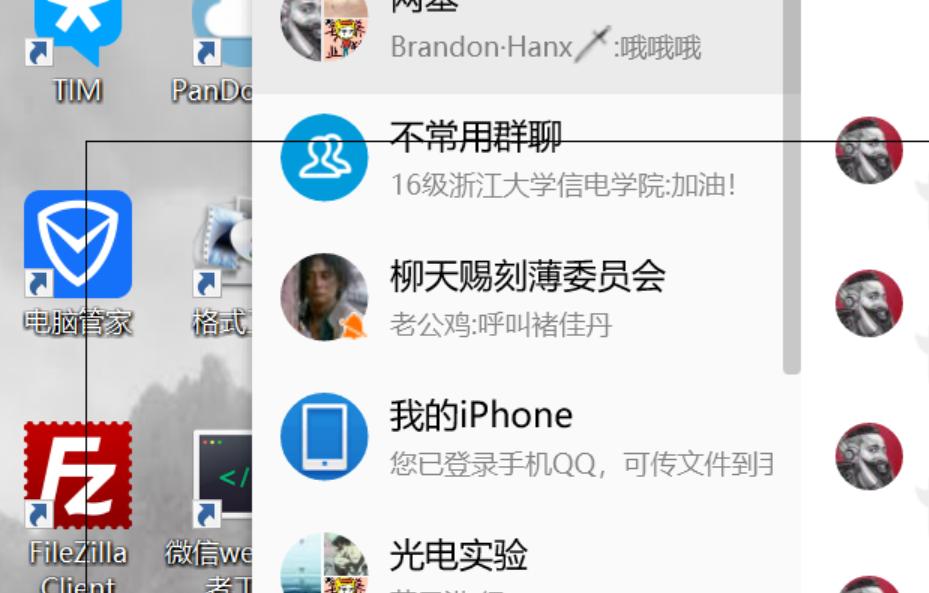 Brandon·Hanx :哦哦哦
TIM
PanDo
不常用群聊
16级浙江大学信电学院:加油!
柳天赐刻薄委员会
老公鸡:呼叫褚佳丹
电脑管家
格式
我的iPhone
您已登录手机QQ，可传文件到
Fz
</
光电实验
FileZilla
Client
微信we